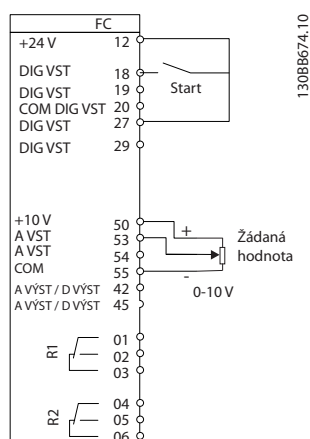 FC
+24 V 12
DIG VST 18
DIG VST 19
COM DIG VST 20
DIG VST 27
DIG VST 29
Start
+10 V 50
A VST 53
A VST 54
COM 55
A VÝST / D VÝST 42
A VÝST / D VÝST 45
+
-
Žádaná
hodnota
0-10 V
R1
01
02
03
R2
04
05
06
130BB674.10